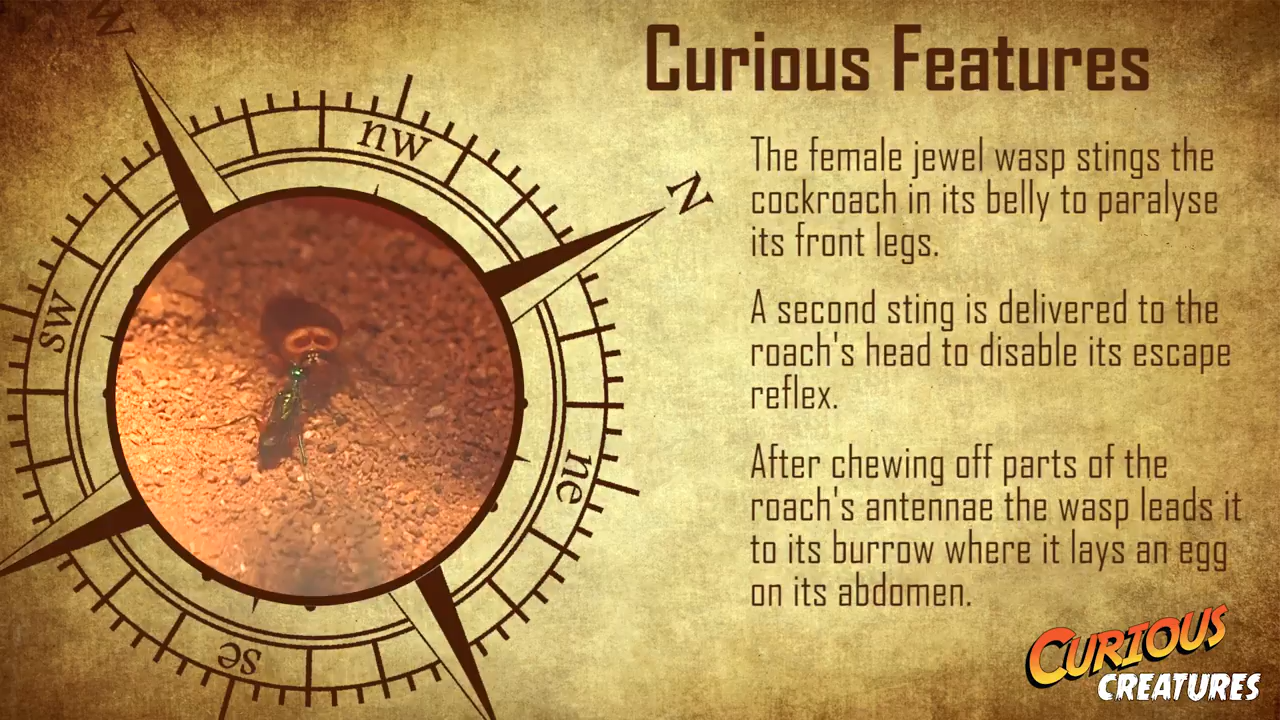 Curious Features
The female jewel wasp stings the
cockroach in its belly to paralyse
its front legs.
A second sting is delivered to the
roach's head to disable its escape
reflex.
After chewing off parts of the
roach's antennae the wasp leads it
to its burrow where it lays an egg
on its abdomen.
W
nw
N
sw
ne
se
CURIOUS
CREATURES